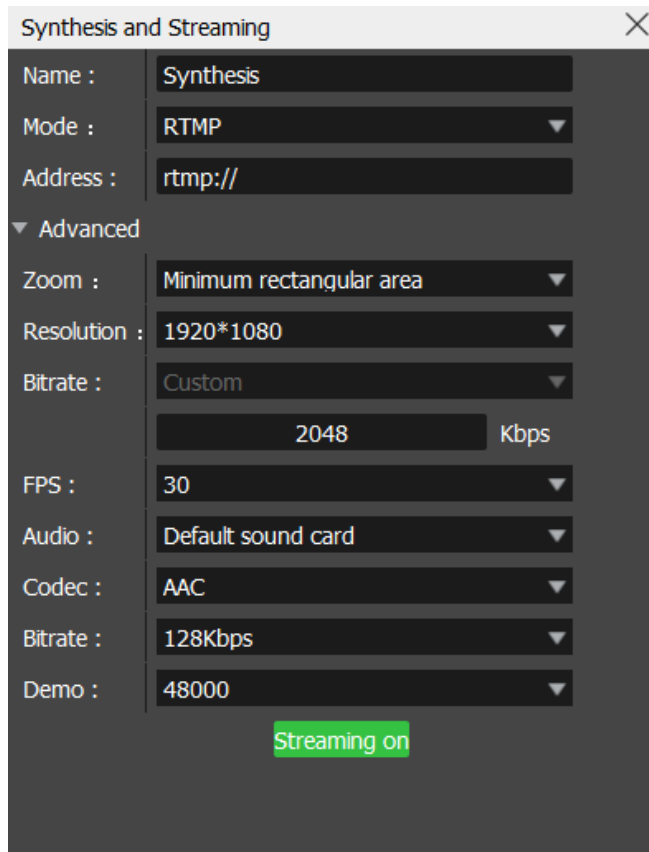 Synthesis and Streaming
Name : Synthesis
Mode : RTMP
Address : rtmp://
Advanced
Zoom : Minimum rectangular area
Resolution : 1920*1080
Bitrate : Custom
2048 Kbps
FPS : 30
Audio : Default sound card
Codec : AAC
Bitrate : 128Kbps
Demo : 48000
Streaming on